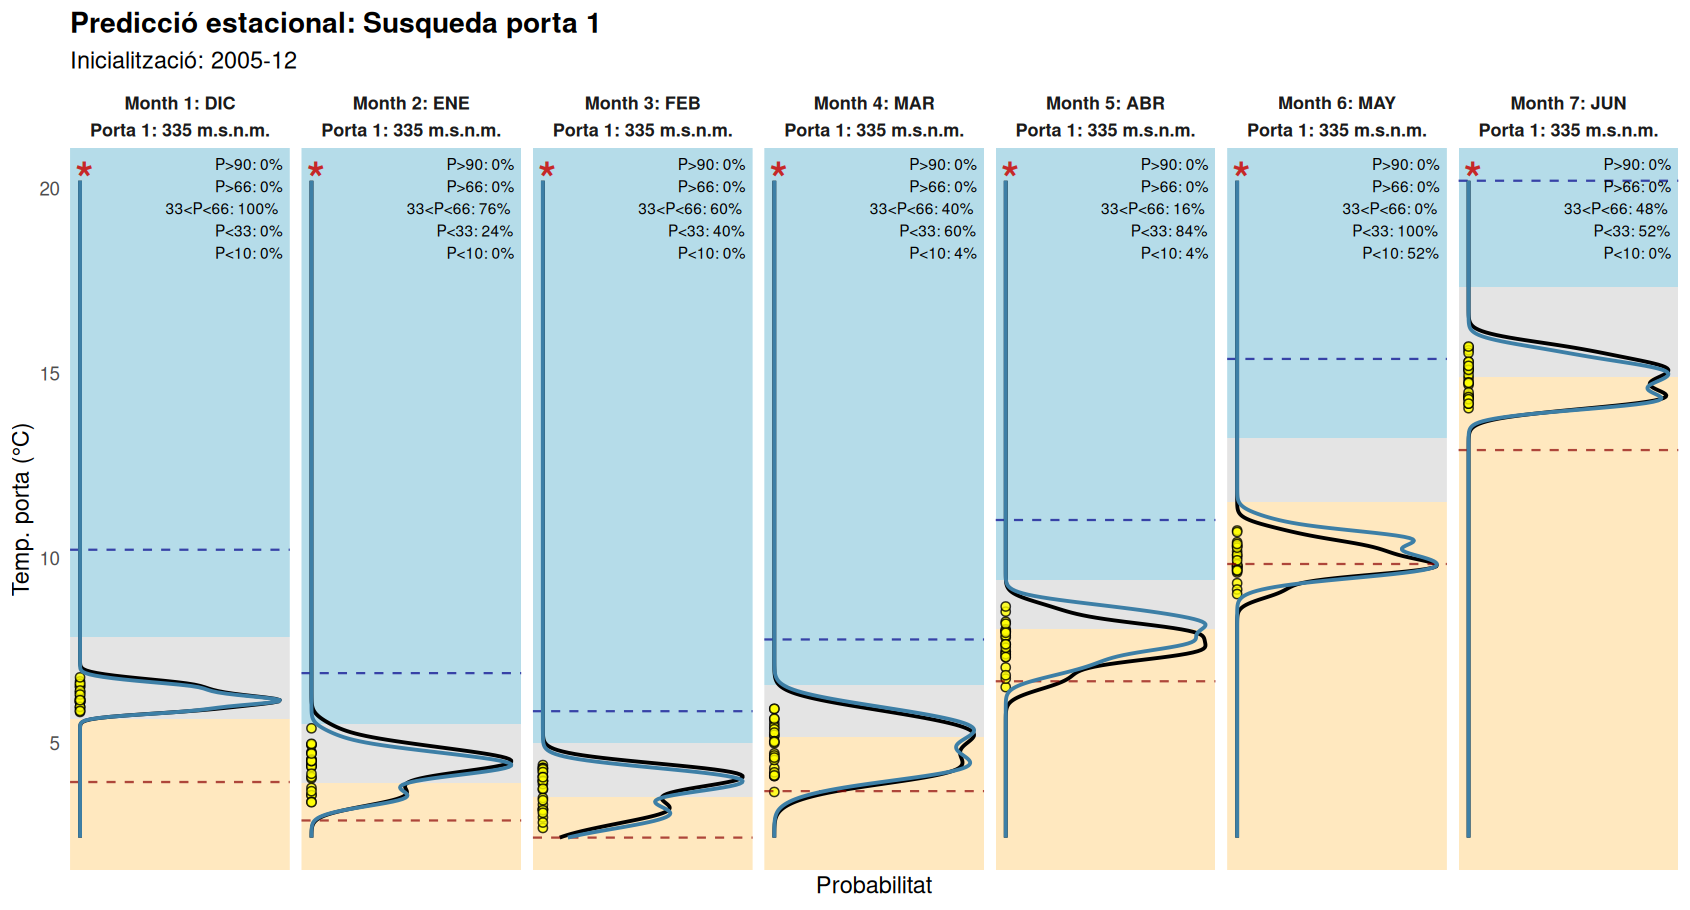 Predicció estacional: Susqueda porta 1
Inicialització: 2005-12
Month 1: DIC
Porta 1: 335 m.s.n.m.
Month 2: ENE
Porta 1: 335 m.s.n.m.
Month 3: FEB
Porta 1: 335 m.s.n.m.
Month 4: MAR
Porta 1: 335 m.s.n.m.
Month 5: ABR
Porta 1: 335 m.s.n.m.
Month 6: MAY
Porta 1: 335 m.s.n.m.
Month 7: JUN
Porta 1: 335 m.s.n.m.
P>90: 0%
P>66: 0%
33<P<66: 100%
P<33: 0%
P<10: 0%
P>90: 0%
P>66: 0%
33<P<66: 76%
P<33: 24%
P<10: 0%
P>90: 0%
P>66: 0%
33<P<66: 60%
P<33: 40%
P<10: 0%
P>90: 0%
P>66: 0%
33<P<66: 40%
P<33: 60%
P<10: 4%
P>90: 0%
P>66: 0%
33<P<66: 16%
P<33: 84%
P<10: 4%
P>90: 0%
P>66: 0%
33<P<66: 0%
P<33: 100%
P<10: 52%
P>90: 0%
P>66: 0%
33<P<66: 48%
P<33: 52%
P<10: 0%
20
15
10
5
Temp. porta (°C)
Probabilitat